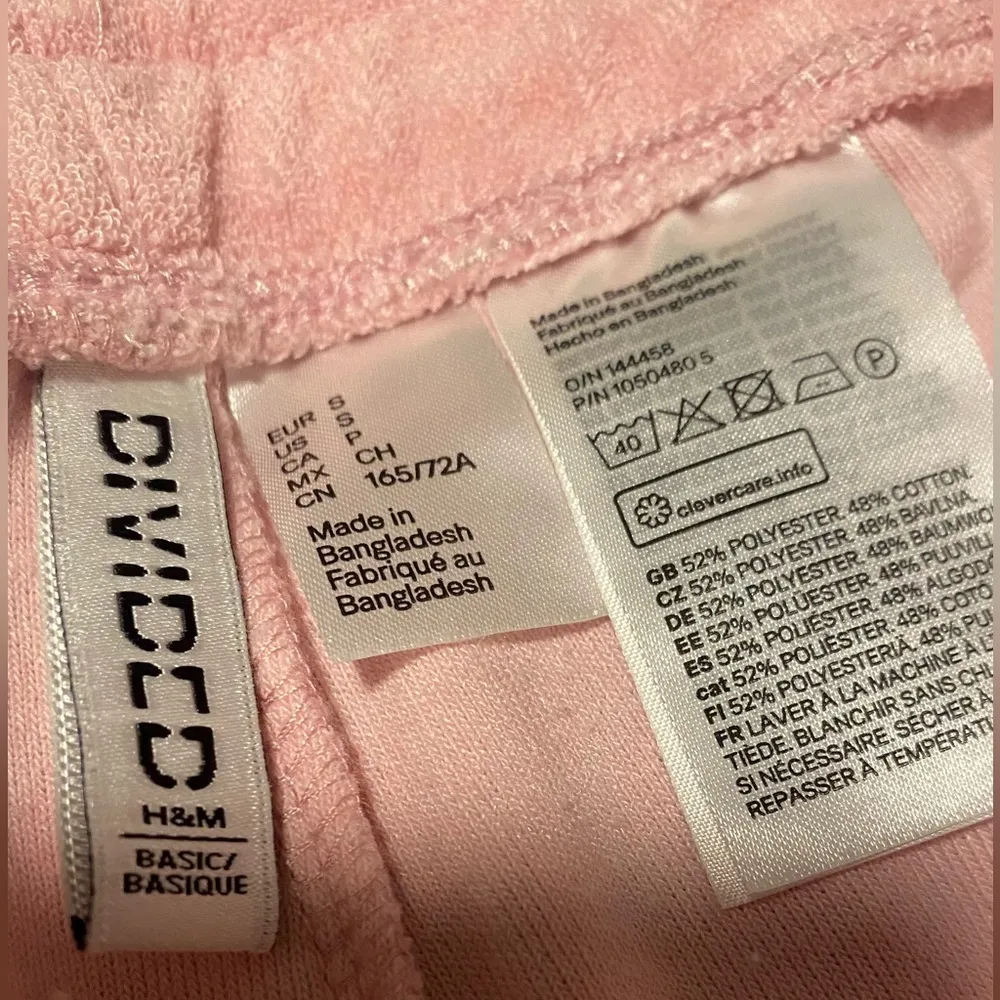 DIVIDED
H&M
BASIC/
BASIQUE
EUR S
US S
CA P
MX CH
CN 165/72A
Made in
Bangladesh
Fabriqué au
Bangladesh
Made in Bangladesh
Fabriqué au Bangladesh
Hecho en Bangladesh
O/N 144458
P/N 1050480 5
40
P
clevercare.info
GB 52% POLYESTER. 48% COTTON.
CZ 52% POLYESTER. 48% BAVLNA.
DE 52% POLYESTER. 48% BAUMWO
EE 52% POLÜESTER. 48% PUUVILL
ES 52% POLIÉSTER. 48% ALGOD
cat 52% POLIÈSTER. 48% COTO
FI 52% POLYESTERIÄ. 48% PU
FR LAVER À LA MACHINE À
TIÈDE. BLANCHIR SANS CHL
SI NÉCESSAIRE. SÉCHER
REPASSER À TEMPÉRATU